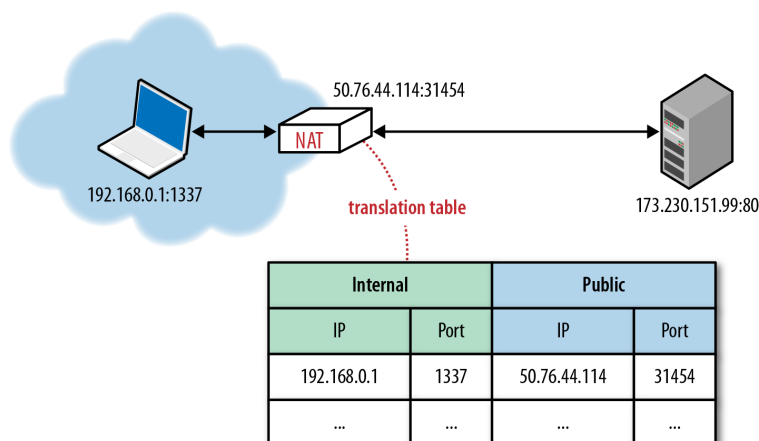 50.76.44.114:31454
NAT
192.168.0.1:1337
173.230.151.99:80
translation table
Internal Public
IP Port IP Port
192.168.0.1 1337 50.76.44.114 31454
... ... ... ...